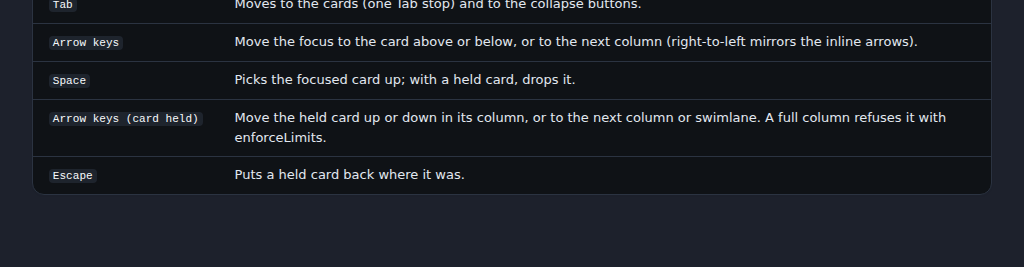 Tab Moves to the cards (one Tab stop) and to the collapse buttons.
Arrow keys Move the focus to the card above or below, or to the next column (right-to-left mirrors the inline arrows).
Space Picks the focused card up; with a held card, drops it.
Arrow keys (card held) Move the held card up or down in its column, or to the next column or swimlane. A full column refuses it with
enforceLimits.
Escape Puts a held card back where it was.